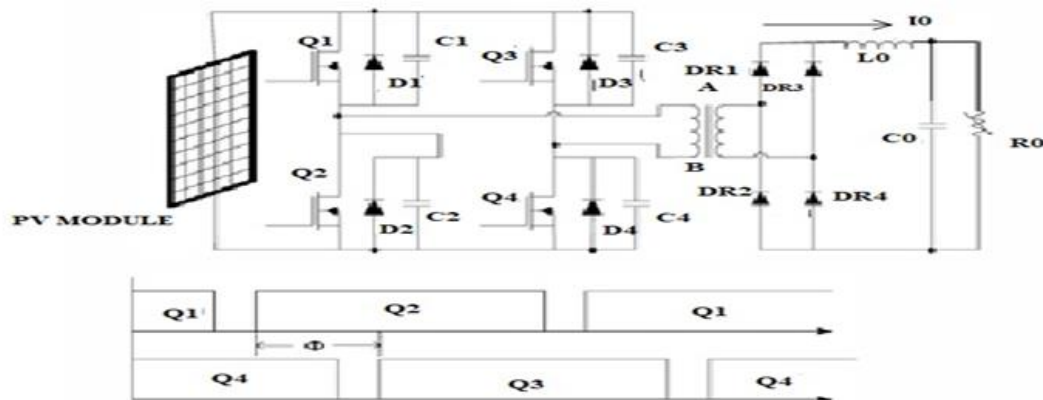 I0
Q1
C1
Q3
C3
D1
D3
DR1
DR3
L0
A
B
C0
R0
Q2
Q4
C2
C4
D2
D4
DR2
DR4
PV MODULE
Q1
Q2
Q1
Φ
Q4
Q3
Q4